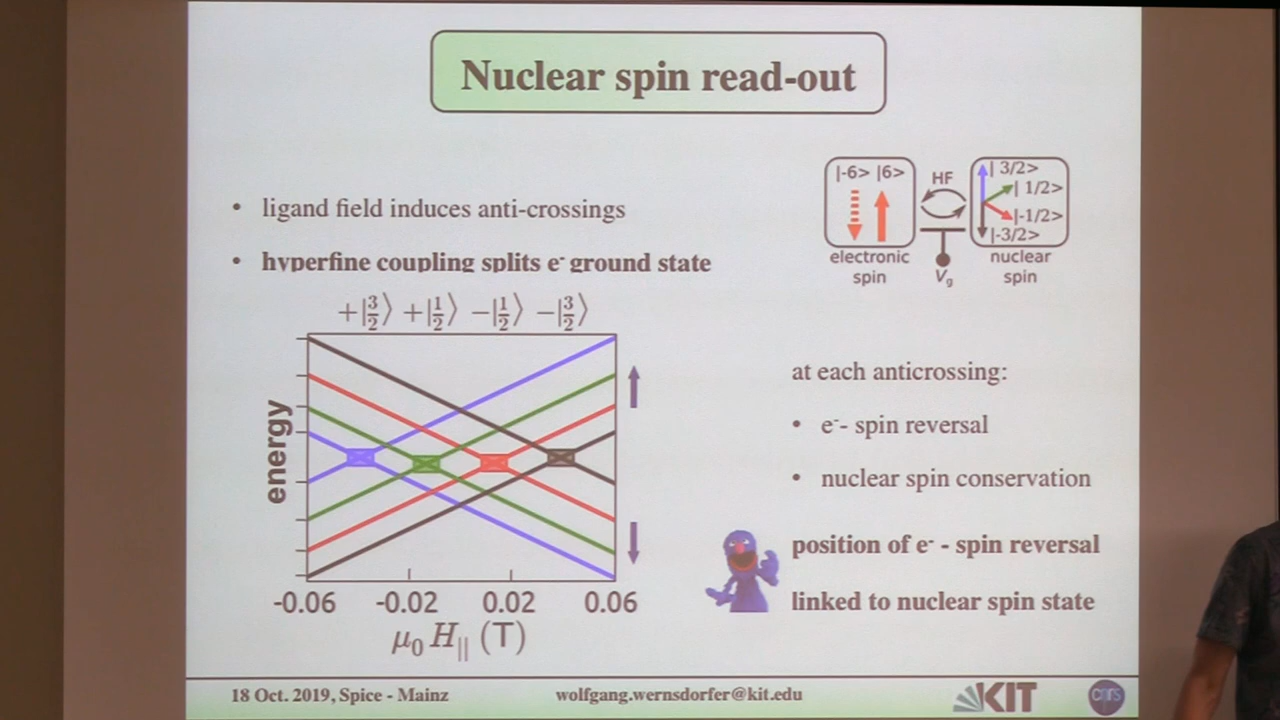 Nuclear spin read-out
• ligand field induces anti-crossings
• hyperfine coupling splits e- ground state
|-6> |6>
HF
| 3/2>
| 1/2>
|-1/2>
|-3/2>
electronic
spin
Vg
nuclear
spin
+|3/2⟩ +|1/2⟩ −|1/2⟩ −|3/2⟩
energy
-0.06 -0.02 0.02 0.06
μ0 H|| (T)
at each anticrossing:
• e-- spin reversal
• nuclear spin conservation
position of e- - spin reversal
linked to nuclear spin state
18 Oct. 2019, Spice - Mainz
wolfgang.wernsdorfer@kit.edu
KIT
cnrs